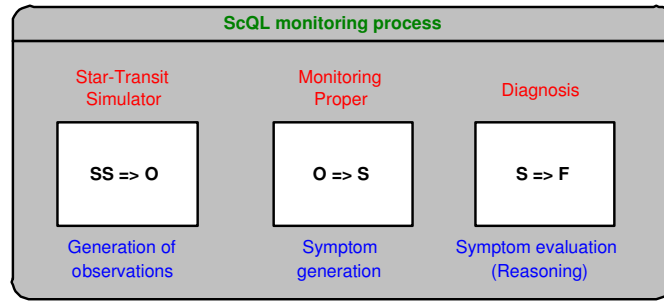 ScQL monitoring process
Star-Transit
Simulator
Monitoring
Proper
Diagnosis
SS => O
O => S
S => F
Generation of
observations
Symptom
generation
Symptom evaluation
(Reasoning)